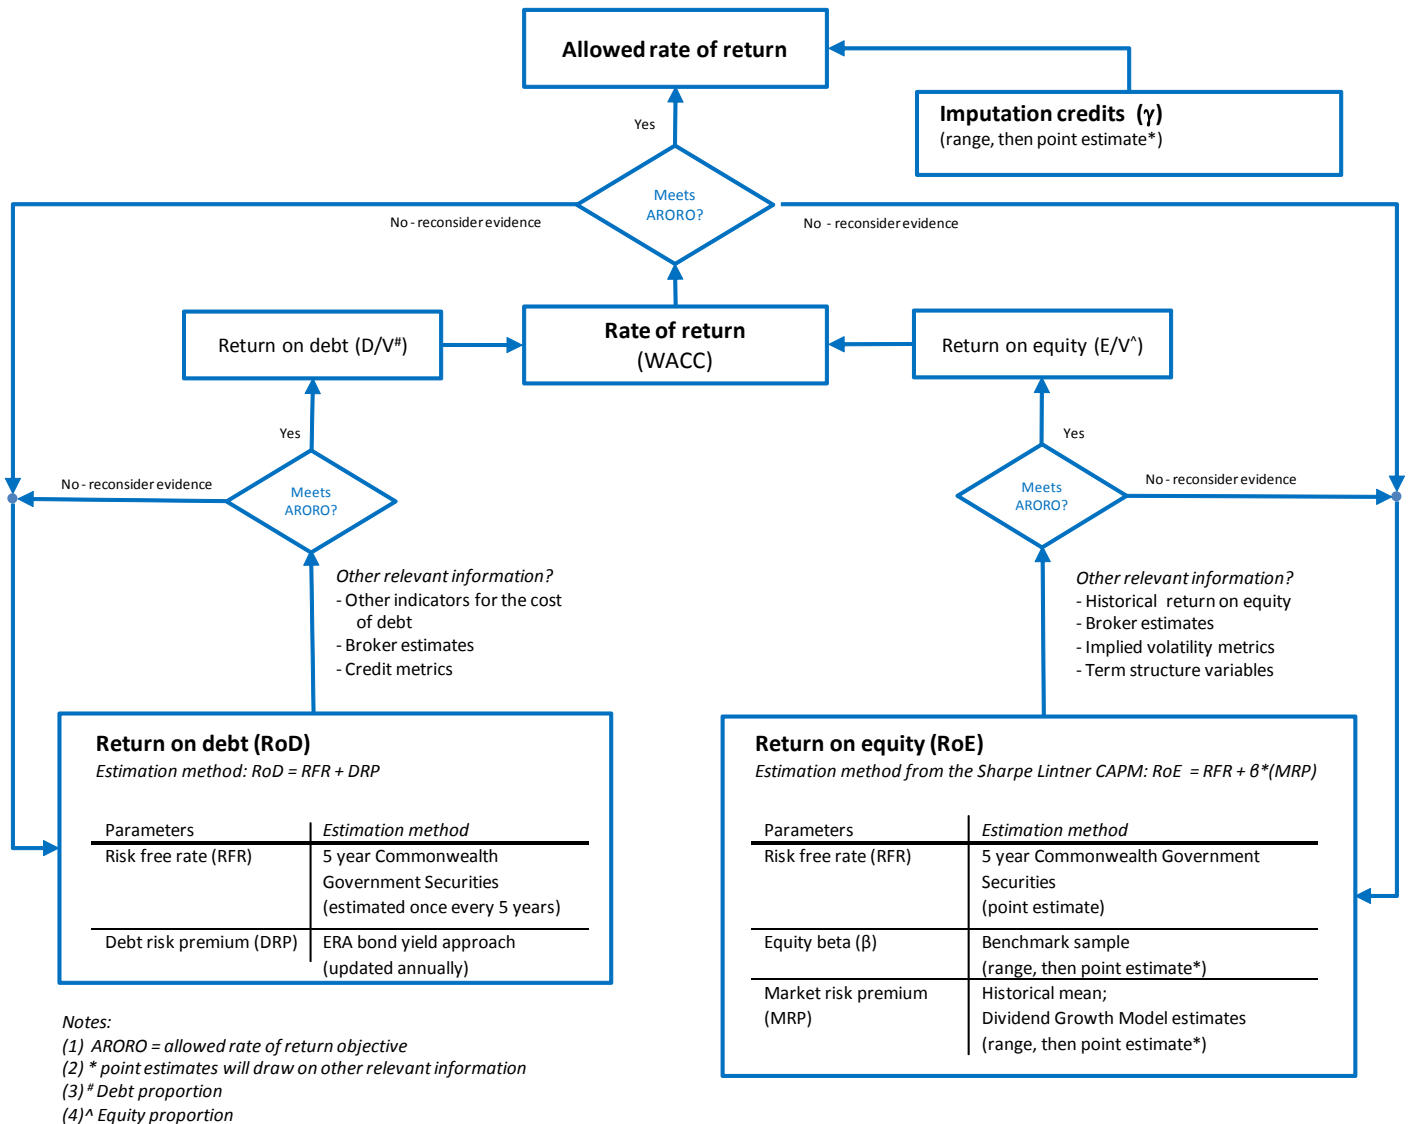 Allowed rate of return
Imputation credits (γ)
(range, then point estimate*)
Yes
Meets
ARORO?
No - reconsider evidence
No - reconsider evidence
Return on debt (D/V#)
Rate of return
(WACC)
Return on equity (E/V^)
Yes
Yes
No - reconsider evidence
Meets
ARORO?
Meets
ARORO?
No - reconsider evidence
Other relevant information?
- Other indicators for the cost
of debt
- Broker estimates
- Credit metrics
Other relevant information?
- Historical return on equity
- Broker estimates
- Implied volatility metrics
- Term structure variables
Return on debt (RoD)
Estimation method: RoD = RFR + DRP
Parameters Estimation method
Risk free rate (RFR) 5 year Commonwealth
Government Securities
(estimated once every 5 years)
Debt risk premium (DRP) ERA bond yield approach
(updated annually)
Return on equity (RoE)
Estimation method from the Sharpe Lintner CAPM: RoE = RFR + β*(MRP)
Parameters Estimation method
Risk free rate (RFR) 5 year Commonwealth Government
Securities
(point estimate)
Equity beta (β) Benchmark sample
(range, then point estimate*)
Market risk premium Historical mean;
(MRP) Dividend Growth Model estimates
(range, then point estimate*)
Notes:
(1) ARORO = allowed rate of return objective
(2) * point estimates will draw on other relevant information
(3) # Debt proportion
(4)^ Equity proportion